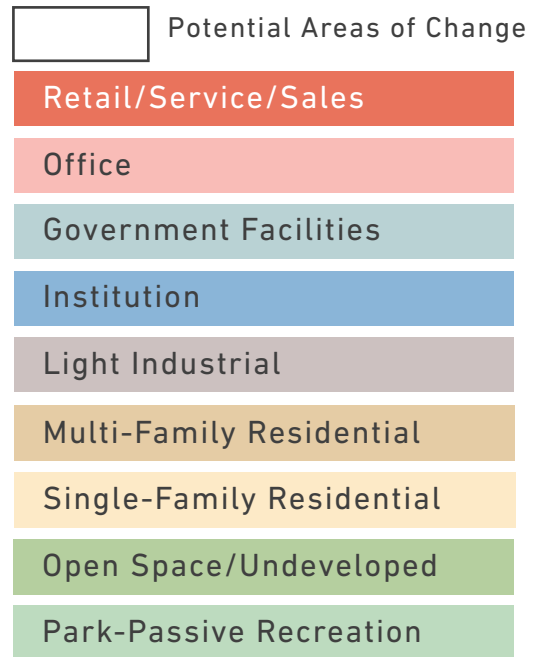 Potential Areas of Change
Retail/Service/Sales
Office
Government Facilities
Institution
Light Industrial
Multi-Family Residential
Single-Family Residential
Open Space/Undeveloped
Park-Passive Recreation